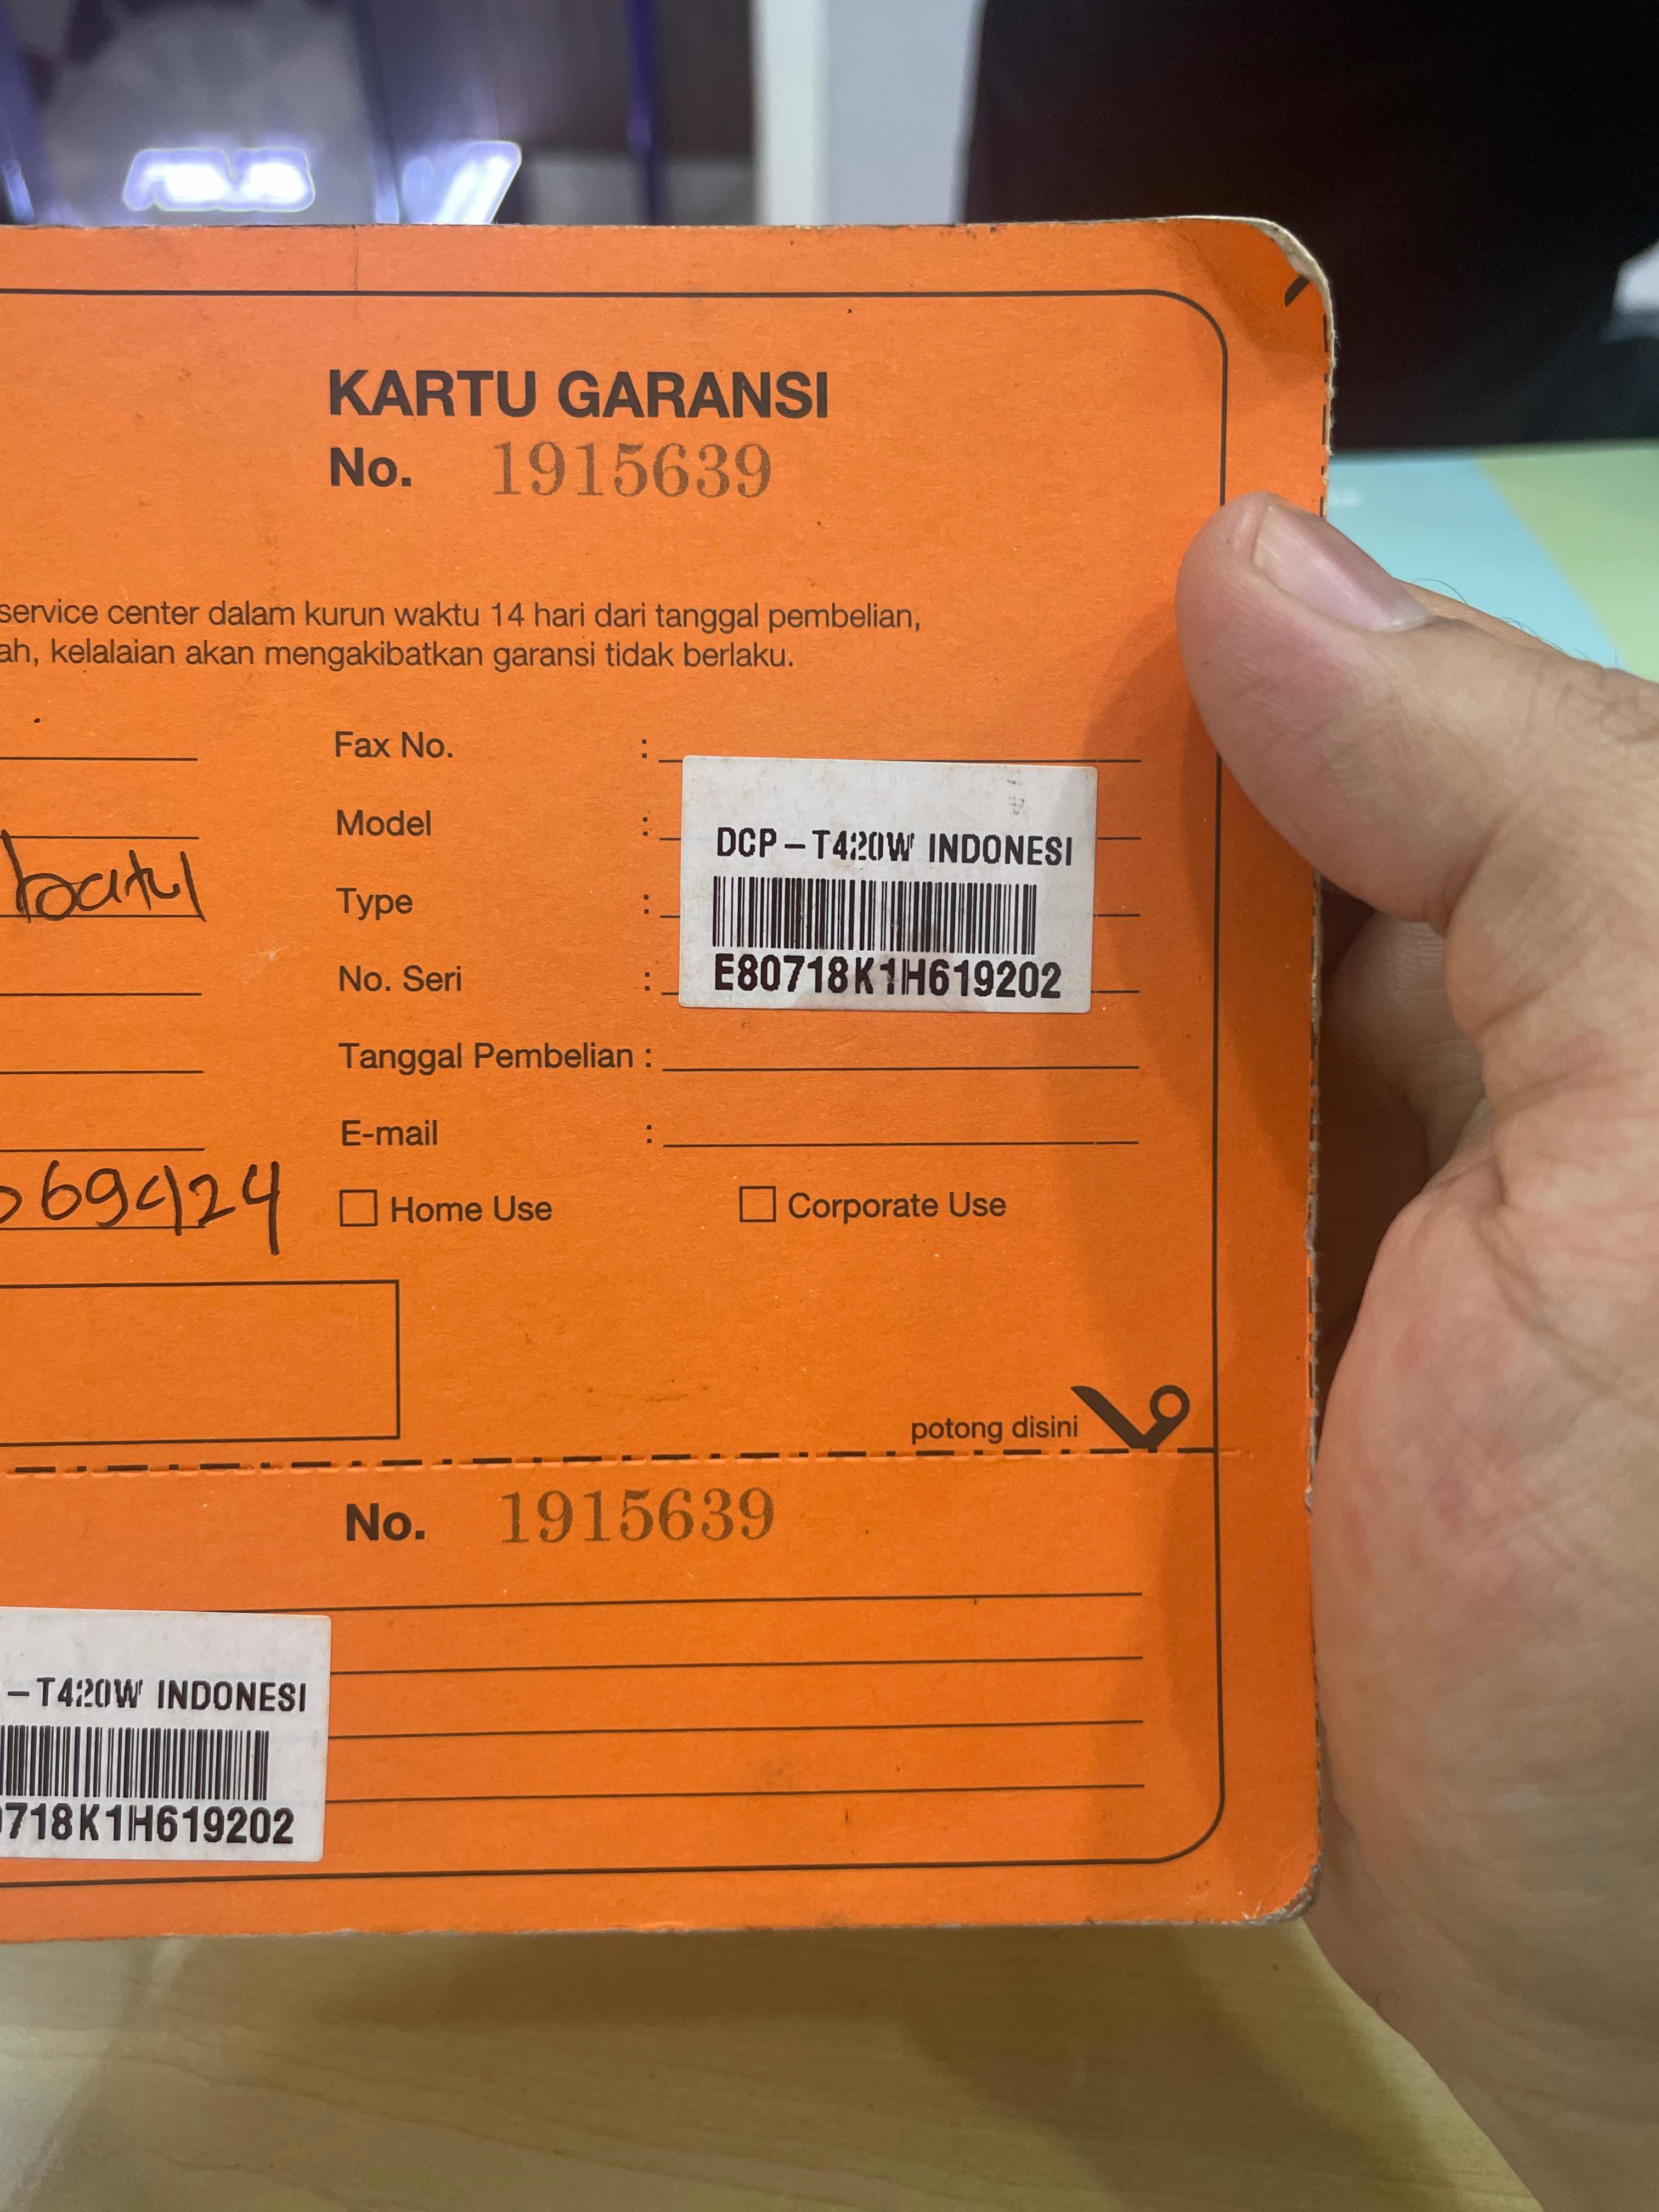 KARTU GARANSI
No. 1915639
service center dalam kurun waktu 14 hari dari tanggal pembelian,
ah, kelalaian akan mengakibatkan garansi tidak berlaku.
Fax No. :
Model :
DCP-T420W INDONESI
batu
Type :
No. Seri :
E80718K1H619202
Tanggal Pembelian :
E-mail :
69424
Home Use
Corporate Use
potong disini
No. 1915639
-T420W INDONESI
0718K1H619202